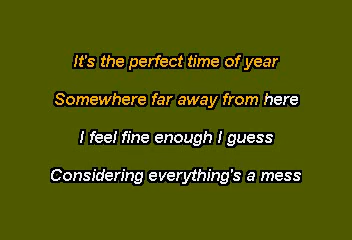 It's the perfect time of year
Somewhere far away from here
I feel fine enough I guess
Considering everything's a mess